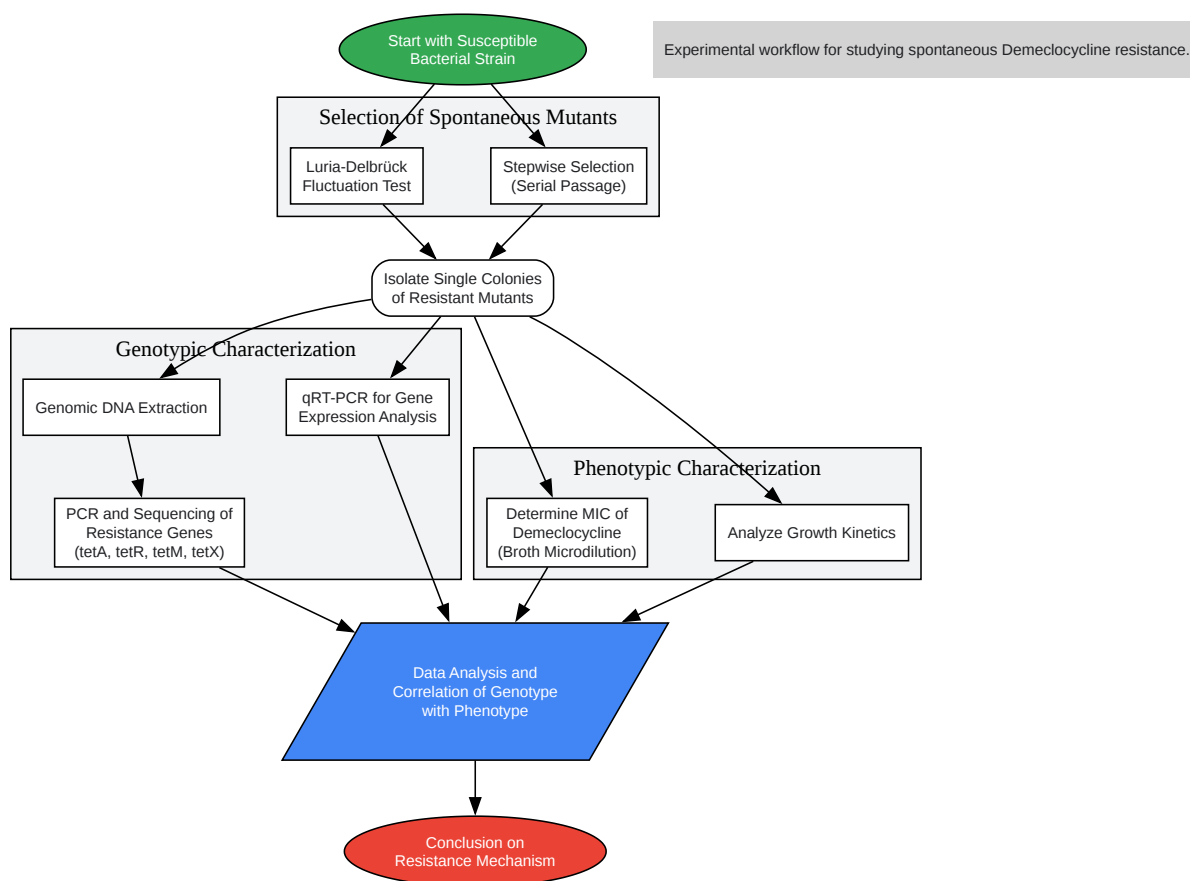 Start with Susceptible
Bacterial Strain
Experimental workflow for studying spontaneous Demeclocycline resistance.
Selection of Spontaneous Mutants
Luria-Delbrück
Fluctuation Test
Stepwise Selection
(Serial Passage)
Isolate Single Colonies
of Resistant Mutants
Genotypic Characterization
Genomic DNA Extraction
qRT-PCR for Gene
Expression Analysis
PCR and Sequencing of
Resistance Genes
(tetA, tetR, tetM, tetX)
Phenotypic Characterization
Determine MIC of
Demeclocycline
(Broth Microdilution)
Analyze Growth Kinetics
Data Analysis and
Correlation of Genotype
with Phenotype
Conclusion on
Resistance Mechanism